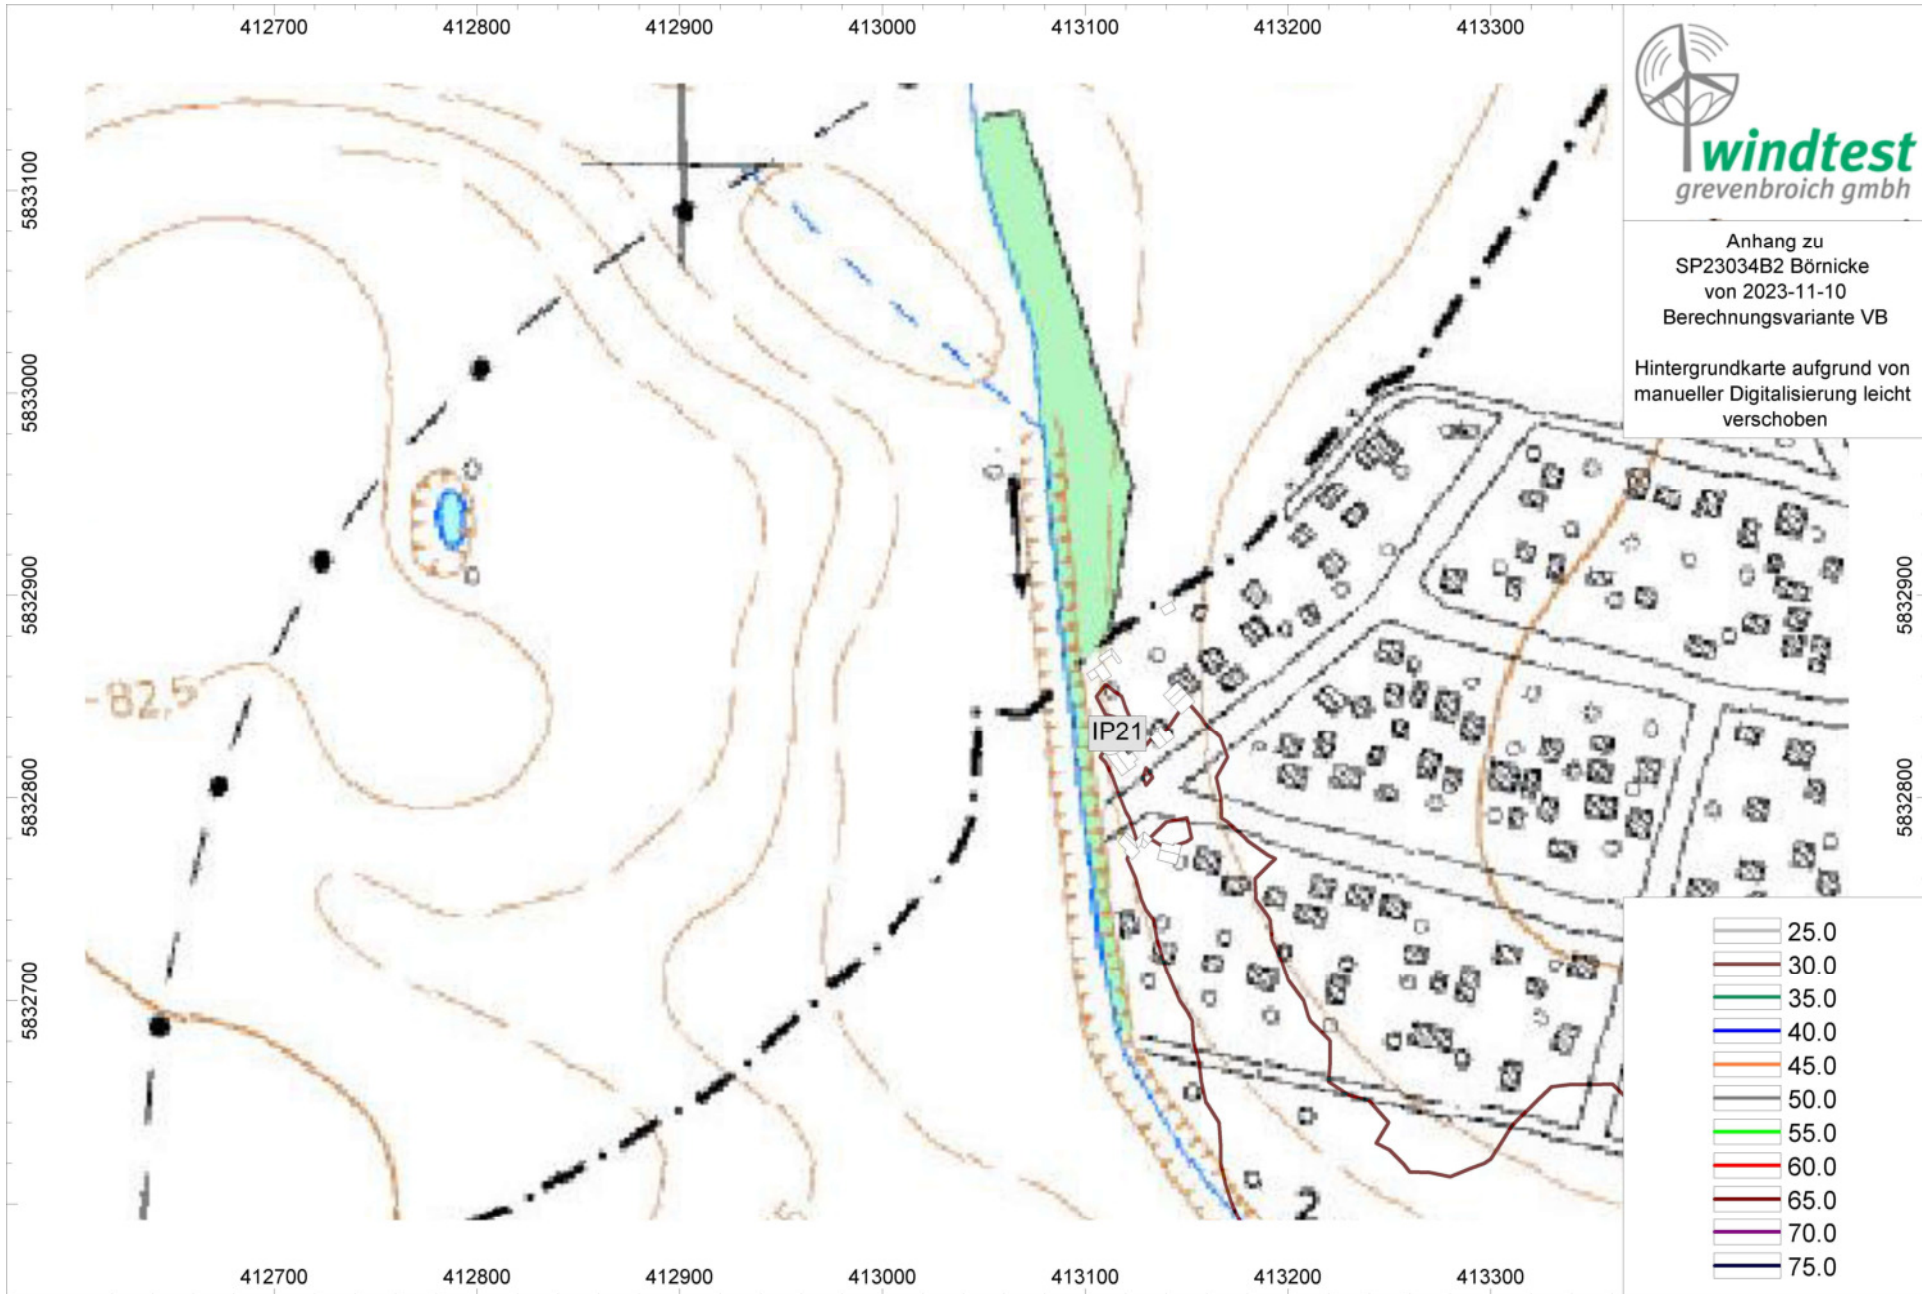 412700 412800 412900 413000 413100 413200 413300
windtest
grevenbroich gmbh
Anhang zu
SP23034B2 Börnicke
von 2023-11-10
Berechnungsvariante VB
Hintergrundkarte aufgrund von
manueller Digitalisierung leicht
verschoben
5833100
5833000
5832900
5832800
5832700
5832900
5832800
82,5
IP21
2
25.0
30.0
35.0
40.0
45.0
50.0
55.0
60.0
65.0
70.0
75.0
412700 412800 412900 413000 413100 413200 413300